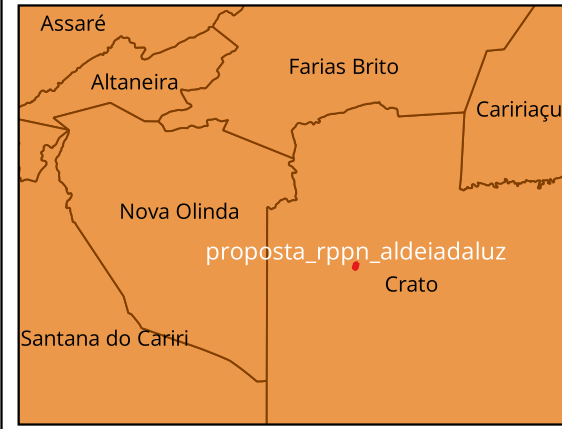 Assaré
Altaneira
Farias Brito
Caririaçu
Nova Olinda
proposta_rppn_aldeiadaluz
Crato
Santana do Cariri